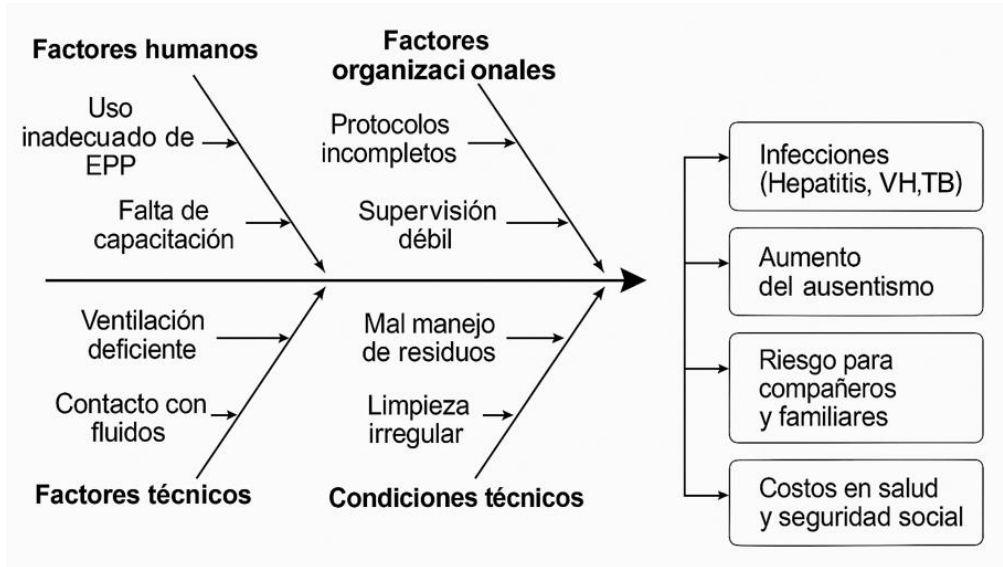 Factores humanos
Uso
inadecuado de
EPP
Falta de
capacitación
Factores
organizaci onales
Protocolos
incompletos
Supervisión
débil
Ventilación
deficiente
Contacto con
fluidos
Factores técnicos
Mal manejo
de residuos
Limpieza
irregular
Condiciones técnicos
Infecciones
(Hepatitis, VH,TB)
Aumento
del ausentismo
Riesgo para
compañeros
y familiares
Costos en salud
y seguridad social